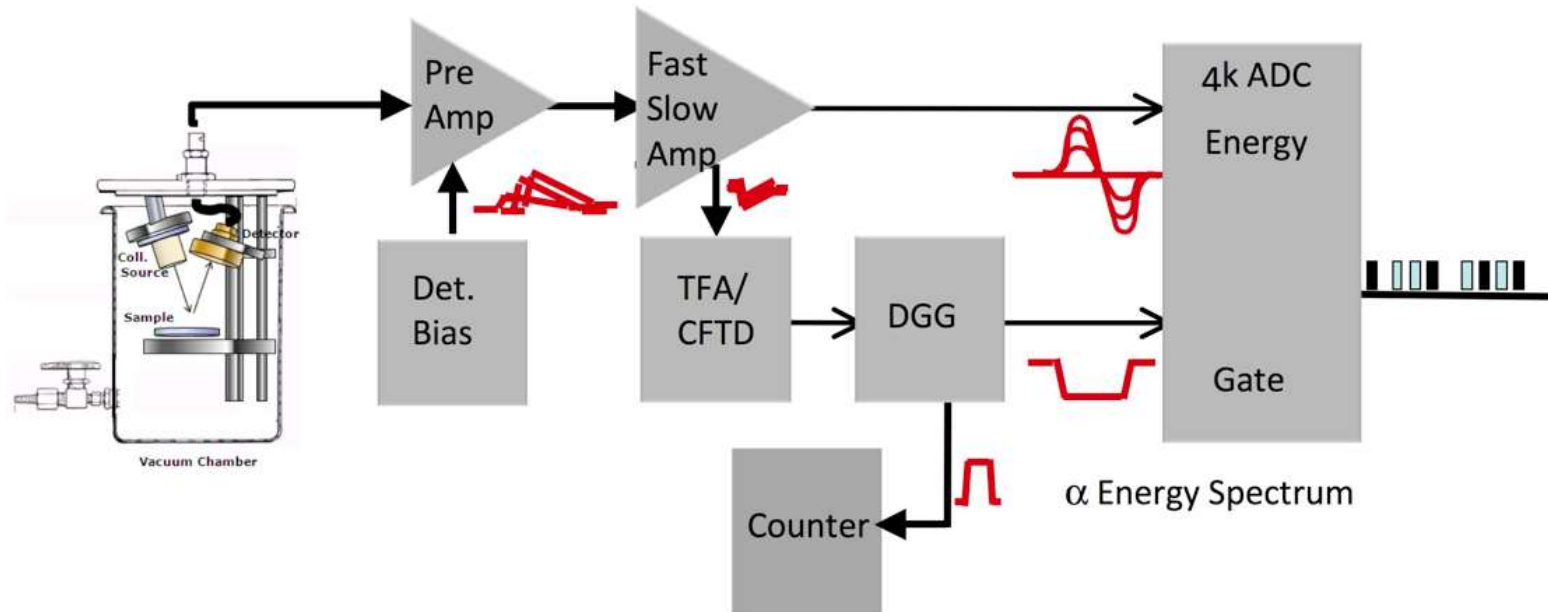 Pre
Amp
Fast
Slow
Amp
4k ADC
Energy
Gate
Detector
Coll.
Source
Sample
Vacuum Chamber
Det.
Bias
TFA/
CFTD
DGG
Counter
α Energy Spectrum